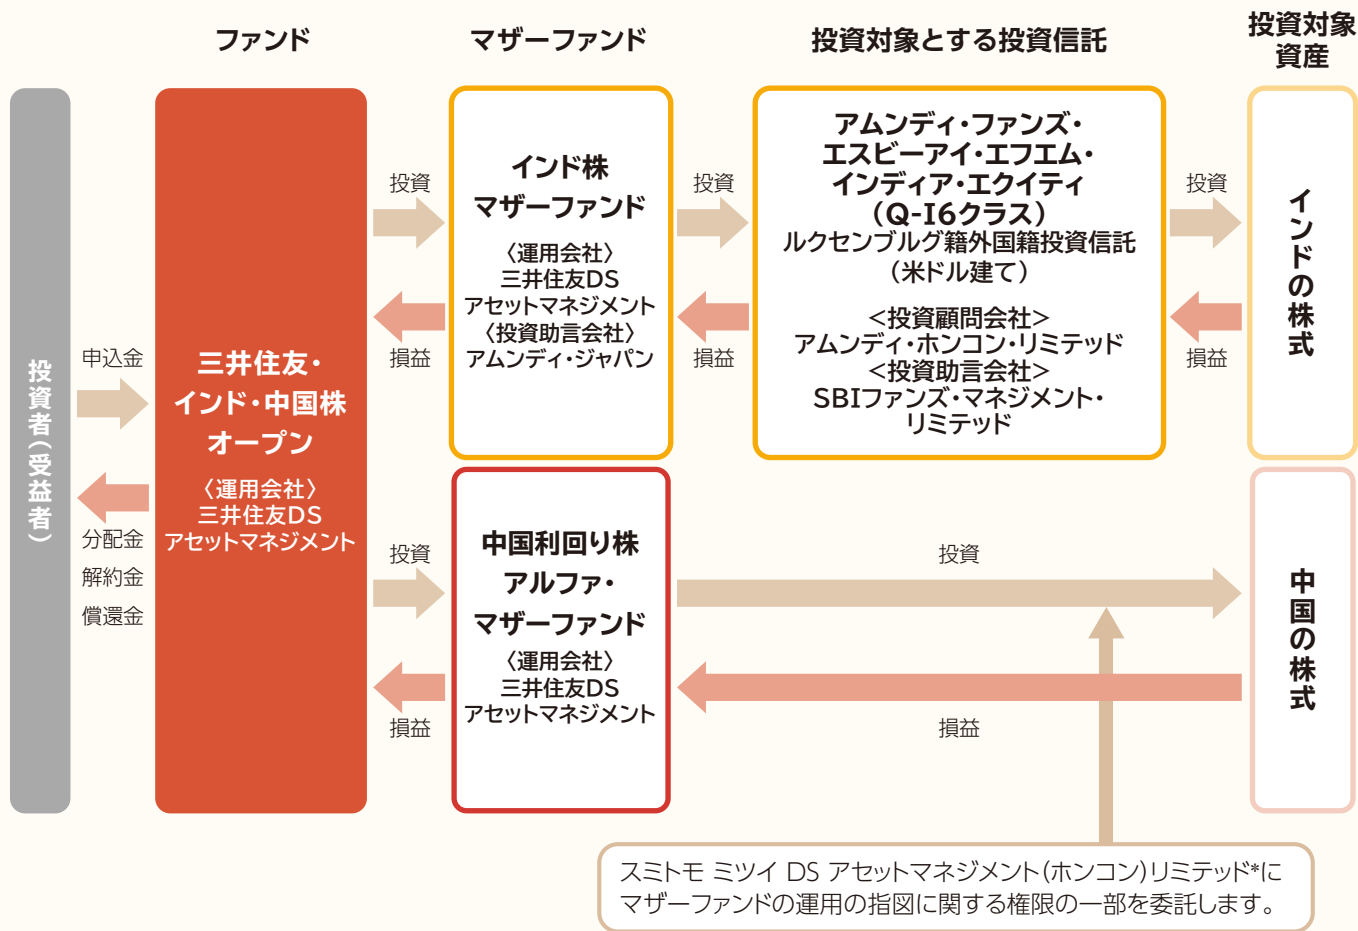 ファンド
マザーファンド
投資対象とする投資信託
投資対象
資産
投資者(受益者)
申込金
分配金
解約金
償還金
三井住友・
インド・中国株
オープン
〈運用会社〉
三井住友DS
アセットマネジメント
投資
損益
インド株
マザーファンド
〈運用会社〉
三井住友DS
アセットマネジメント
〈投資助言会社〉
アムンディ・ジャパン
投資
損益
アムンディ・ファンズ・
エスビーアイ・エフエム・
インディア・エクイティ
(Q-I6クラス)
ルクセンブルグ籍外国籍投資信託
(米ドル建て)
<投資顧問会社>
アムンディ・ホンコン・リミテッド
<投資助言会社>
SBIファンズ・マネジメント・
リミテッド
投資
損益
インドの株式
投資
損益
中国利回り株
アルファ・
マザーファンド
〈運用会社〉
三井住友DS
アセットマネジメント
投資
損益
中国の株式
スミトモ ミツイ DS アセットマネジメント(ホンコン)リミテッド*に
マザーファンドの運用の指図に関する権限の一部を委託します。